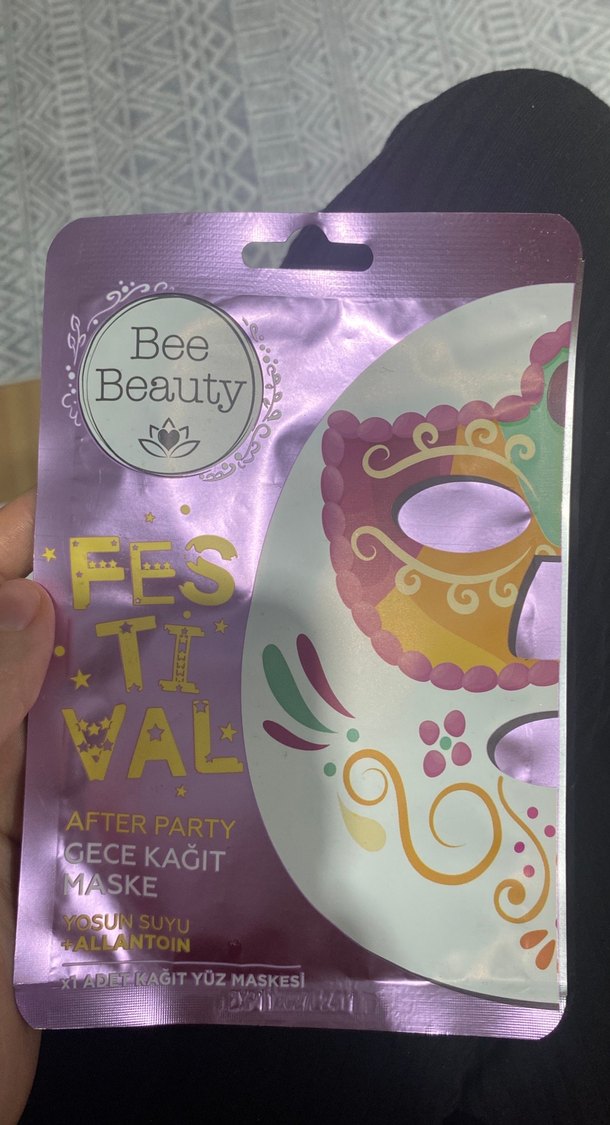 Bee
Beauty
FES
TI
VAL
AFTER PARTY
GECE KAĞIT
MASKE
YOSUN SUYU
+ALLANTOIN
x1 ADET KAĞIT YÜZ MASKESİ